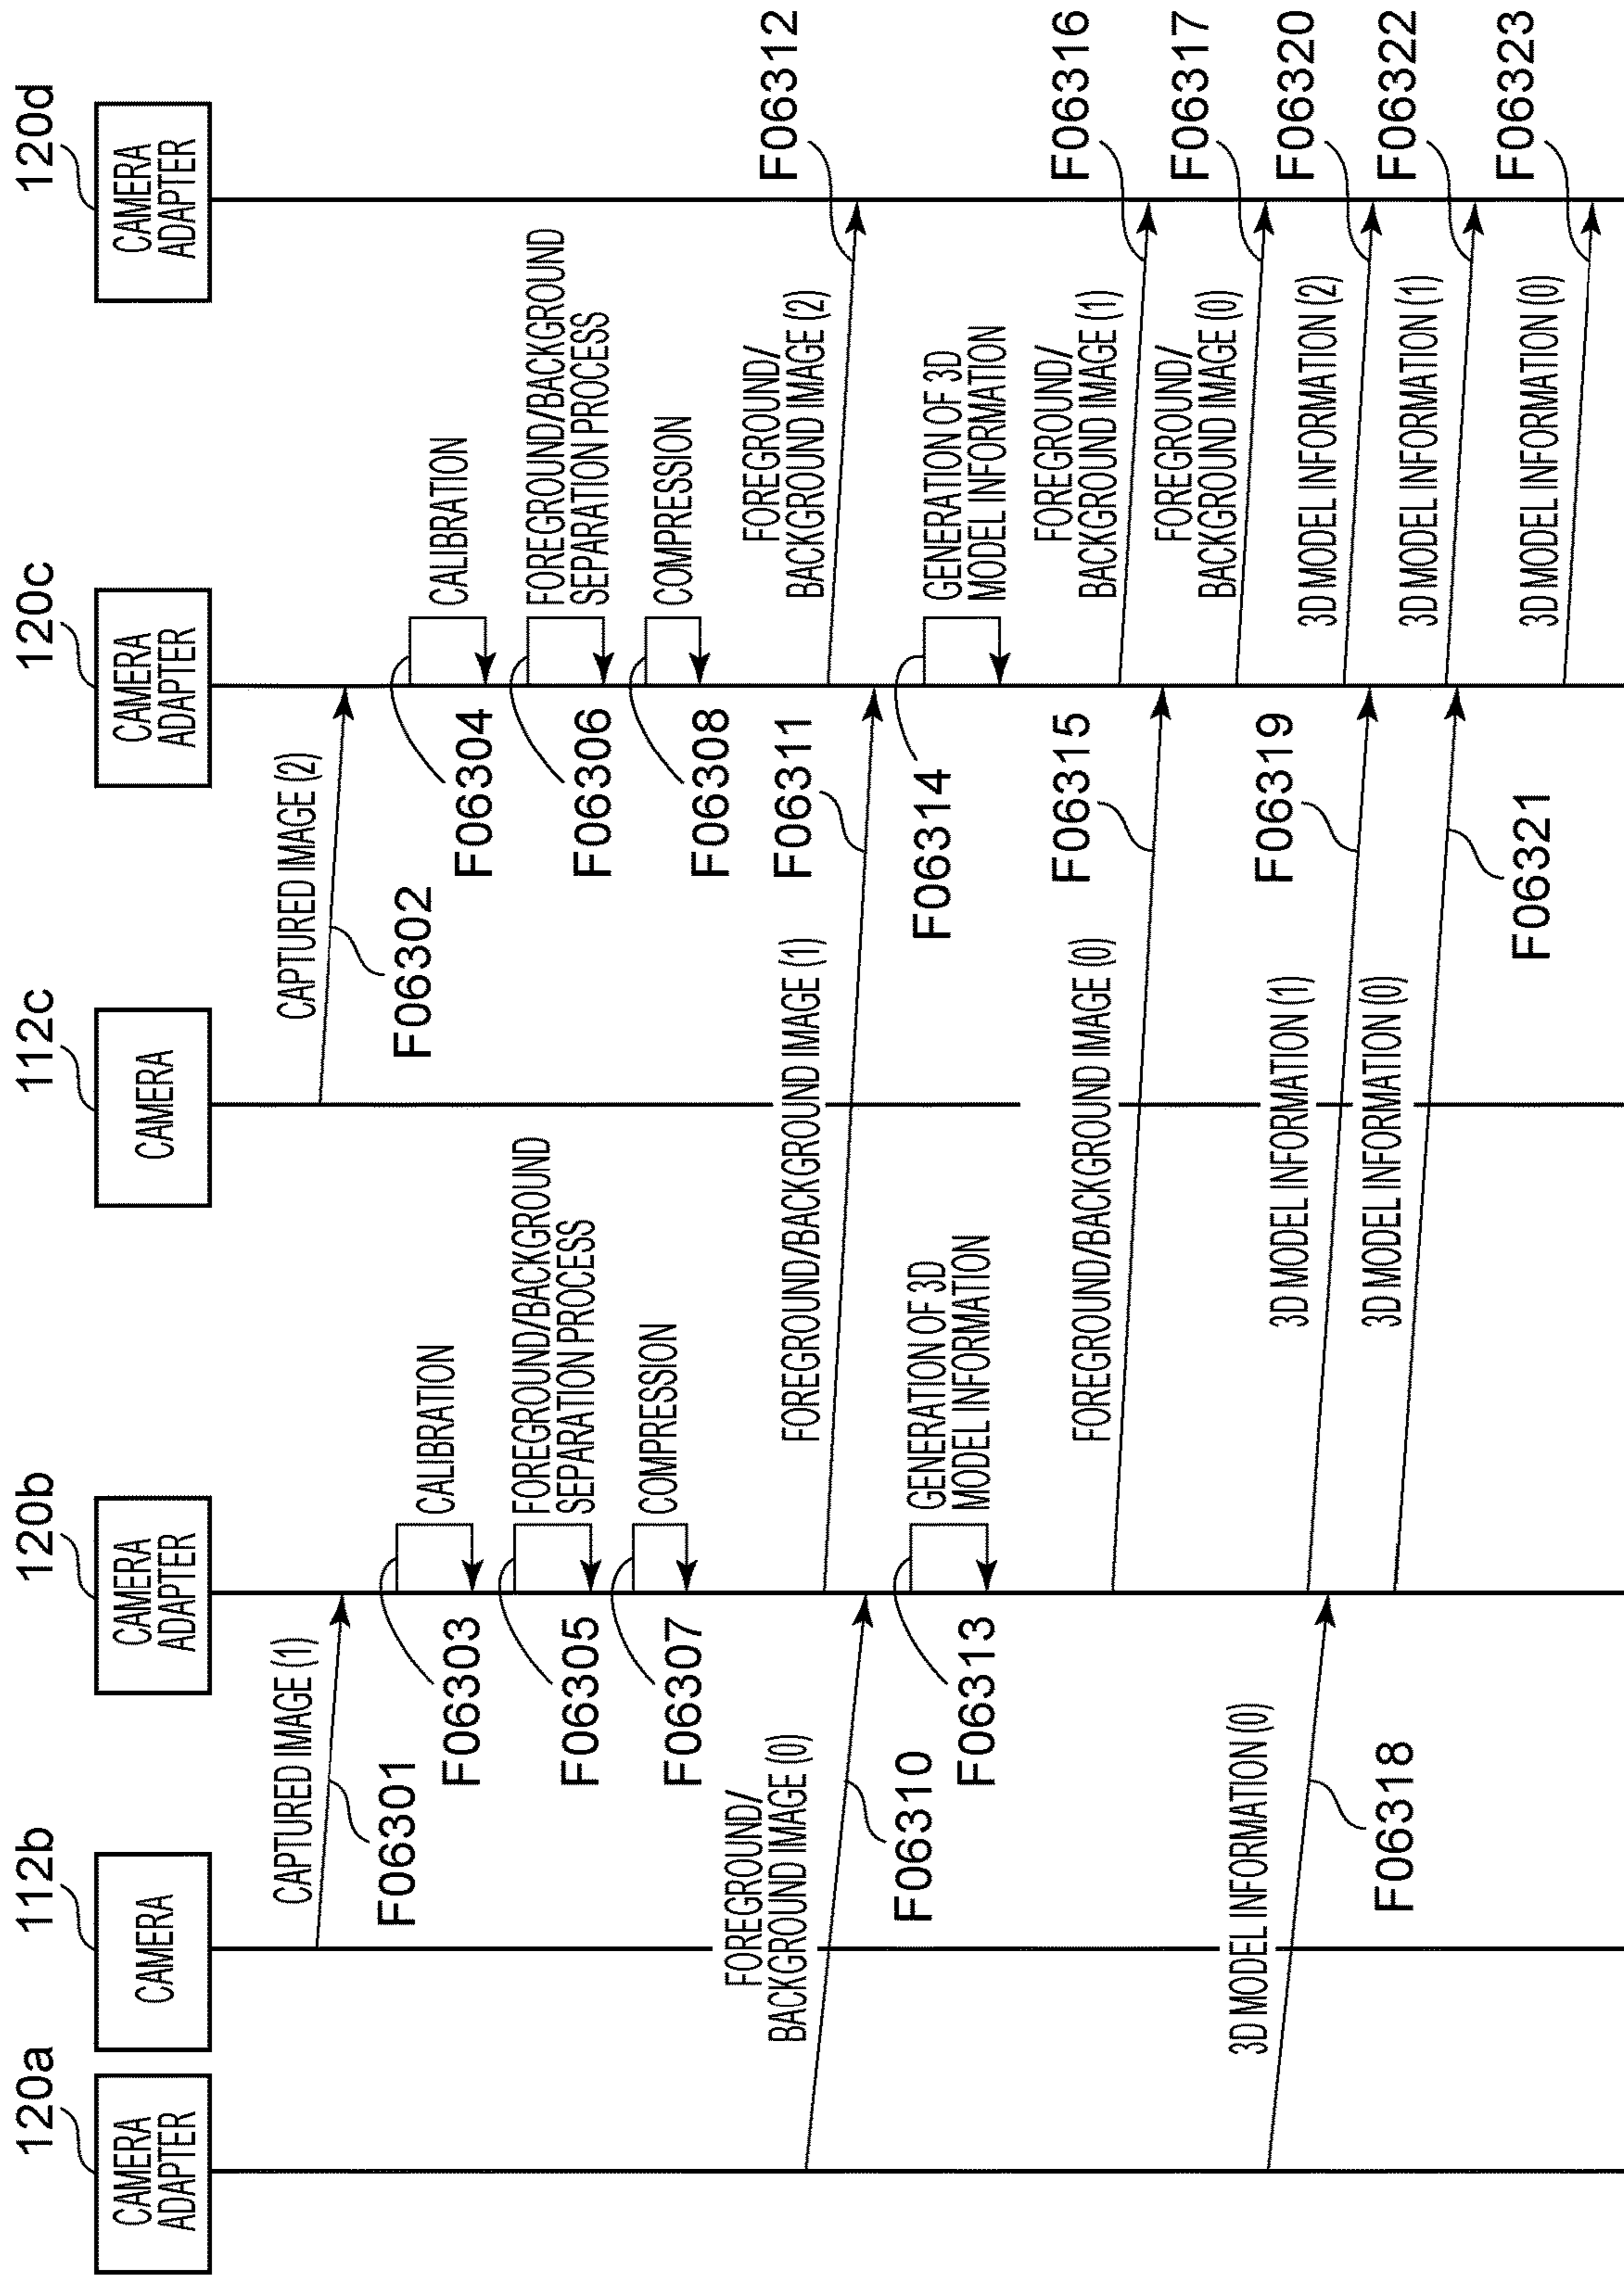 120a
112b
120b
112c
120c
120d
CAMERA
ADAPTER
CAMERA
CAMERA
ADAPTER
CAMERA
CAMERA
ADAPTER
CAMERA
ADAPTER
CAPTURED IMAGE (1)
F06301
CAPTURED IMAGE (2)
F06302
CALIBRATION
F06303
CALIBRATION
F06304
FOREGROUND/BACKGROUND
SEPARATION PROCESS
F06305
FOREGROUND/BACKGROUND
SEPARATION PROCESS
F06306
COMPRESSION
F06307
COMPRESSION
F06308
FOREGROUND/
BACKGROUND IMAGE (0)
F06310
FOREGROUND/BACKGROUND IMAGE (1)
F06311
FOREGROUND/
BACKGROUND IMAGE (2)
F06312
GENERATION OF 3D
MODEL INFORMATION
F06313
GENERATION OF 3D
MODEL INFORMATION
F06314
FOREGROUND/BACKGROUND IMAGE (0)
F06315
FOREGROUND/
BACKGROUND IMAGE (1)
F06316
FOREGROUND/
BACKGROUND IMAGE (0)
F06317
3D MODEL INFORMATION (0)
F06318
3D MODEL INFORMATION (1)
F06319
3D MODEL INFORMATION (2)
F06320
3D MODEL INFORMATION (0)
F06321
3D MODEL INFORMATION (1)
F06322
3D MODEL INFORMATION (0)
F06323